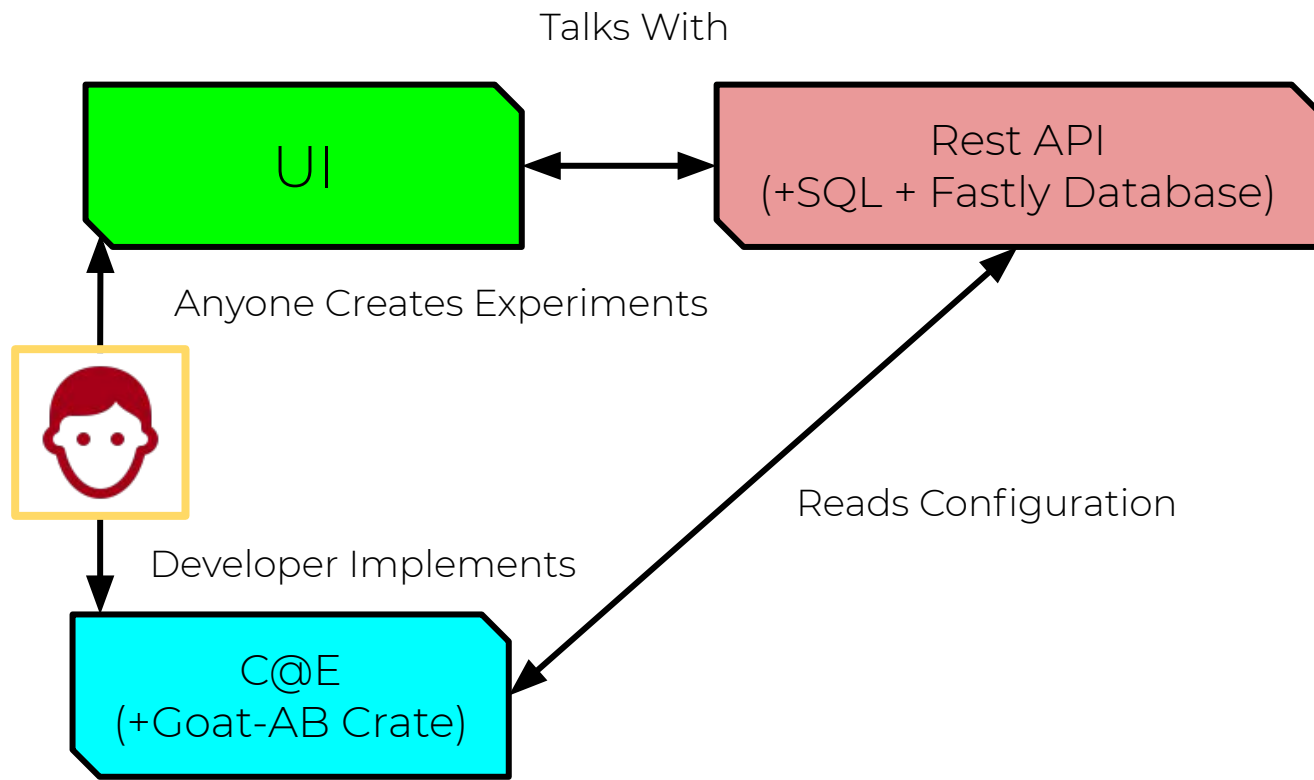 Talks With
UI
Rest API
(+SQL + Fastly Database)
Anyone Creates Experiments
Reads Configuration
Developer Implements
C@E
(+Goat-AB Crate)